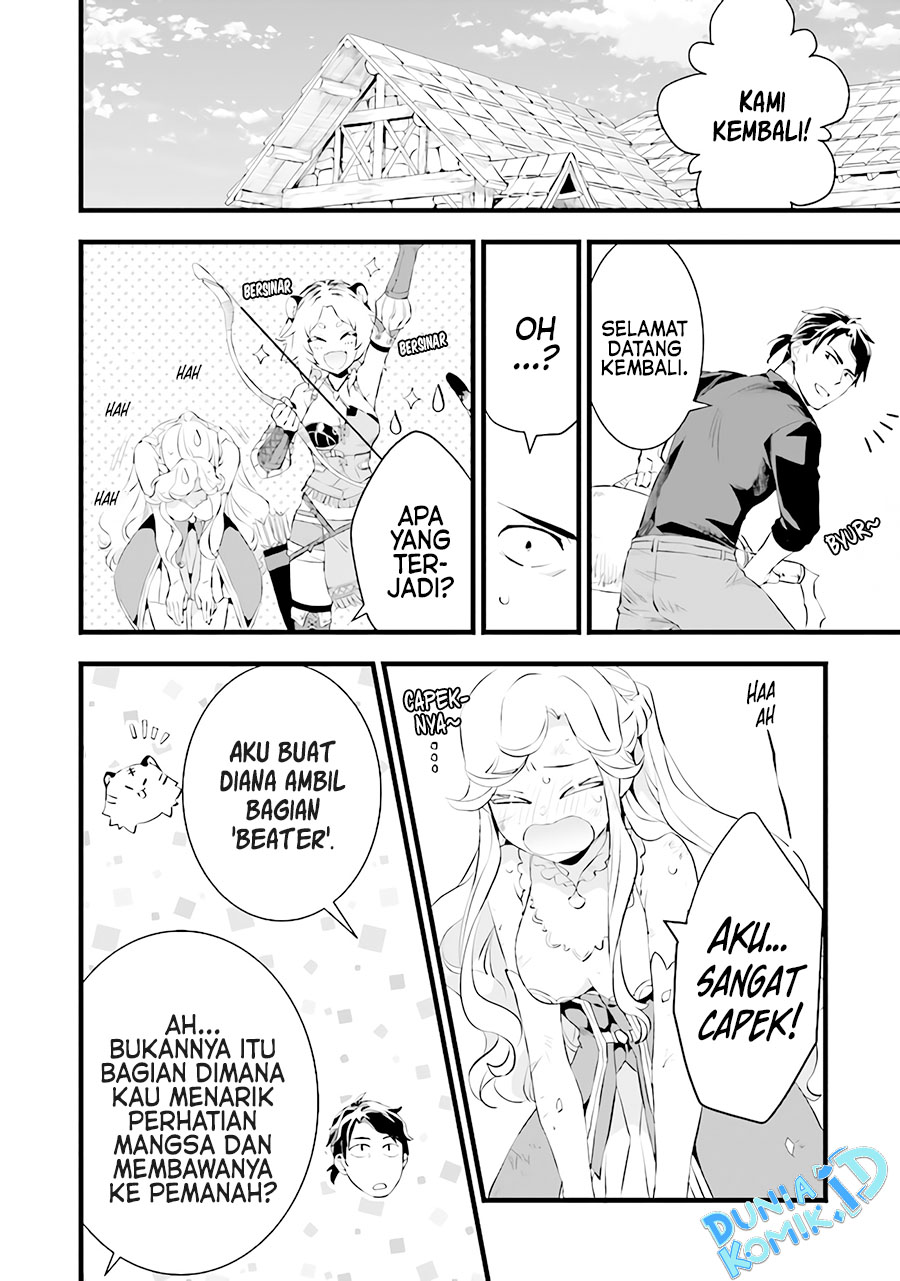 KAMI
KEMBALI!
SELAMAT
DATANG
KEMBALI.
BYUR~
OH
...?
BERSINAR
BERSINAR
HAH
HAH
HAH
APA
YANG
TER-
JADI?
HAA
AH
CAPEK-
NYA~
...
AKU...
SANGAT
CAPEK!
AKU BUAT
DIANA AMBIL
BAGIAN
'BEATER'.
AH...
BUKANNYA ITU
BAGIAN DIMANA
KAU MENARIK
PERHATIAN
MANGSA DAN
MEMBAWANYA
KE PEMANAH?
DUNIA
KOMIK.ID